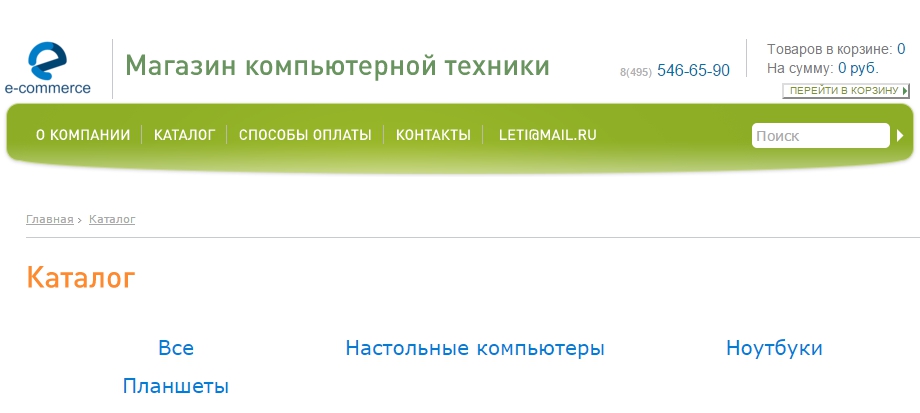 e-commerce
Магазин компьютерной техники
8(495) 546-65-90
Товаров в корзине: 0
На сумму: 0 руб.
ПЕРЕЙТИ В КОРЗИНУ
О КОМПАНИИ КАТАЛОГ СПОСОБЫ ОПЛАТЫ КОНТАКТЫ LETI@MAIL.RU Поиск
Главная › Каталог
Каталог
Все Настольные компьютеры Ноутбуки
Планшеты